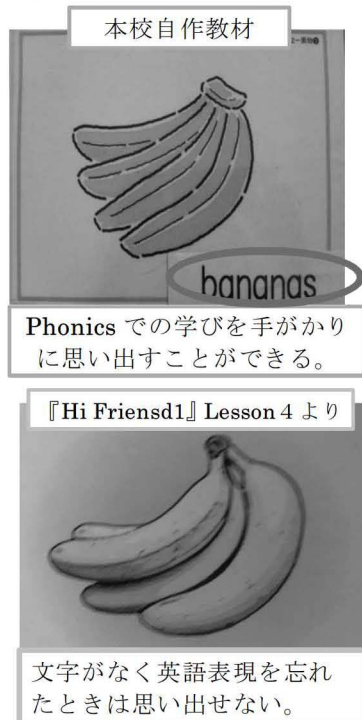 本校自作教材
bananas
Phonics での学びを手がかり
に思い出すことができる。
『Hi Friensd1』Lesson 4 より
文字がなく英語表現を忘れ
たときは思い出せない。